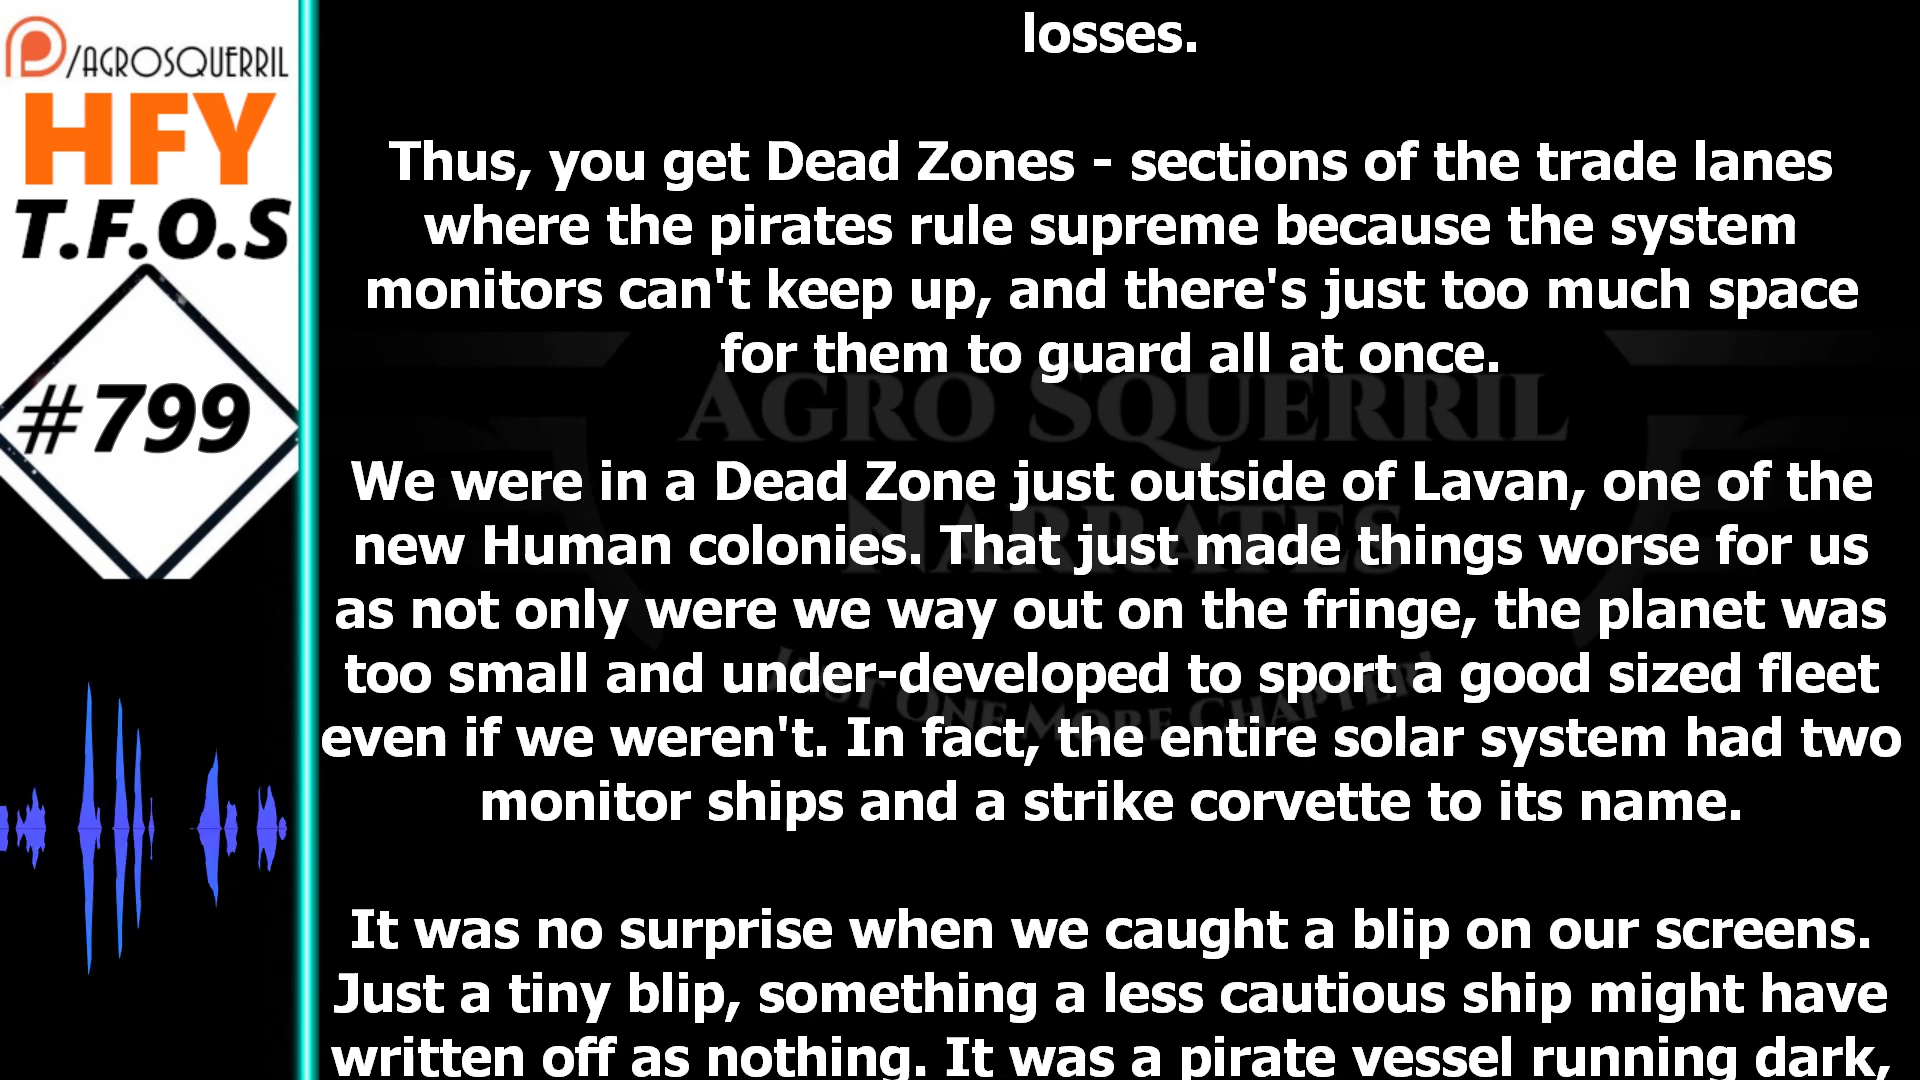 /AGROSQUERRIL
HFY
T.F.O.S
#799
losses.
Thus, you get Dead Zones - sections of the trade lanes
where the pirates rule supreme because the system
monitors can't keep up, and there's just too much space
for them to guard all at once.
We were in a Dead Zone just outside of Lavan, one of the
new Human colonies. That just made things worse for us
as not only were we way out on the fringe, the planet was
too small and under-developed to sport a good sized fleet
even if we weren't. In fact, the entire solar system had two
monitor ships and a strike corvette to its name.
It was no surprise when we caught a blip on our screens.
Just a tiny blip, something a less cautious ship might have
written off as nothing. It was a pirate vessel running dark,
AGRO SQUERRIL
NARRATES
JUST ONE MORE CHAPTER